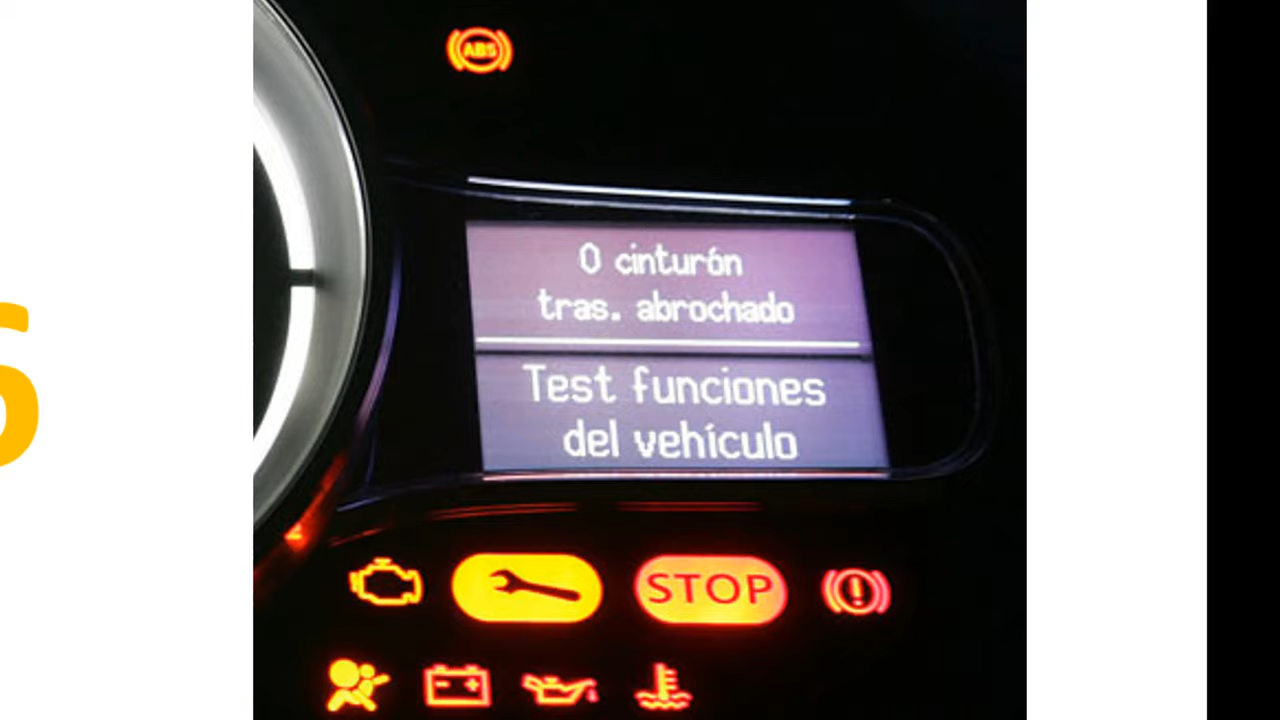 ABS
0 cinturón
tras. abrochado
Test funciones
del vehículo
STOP